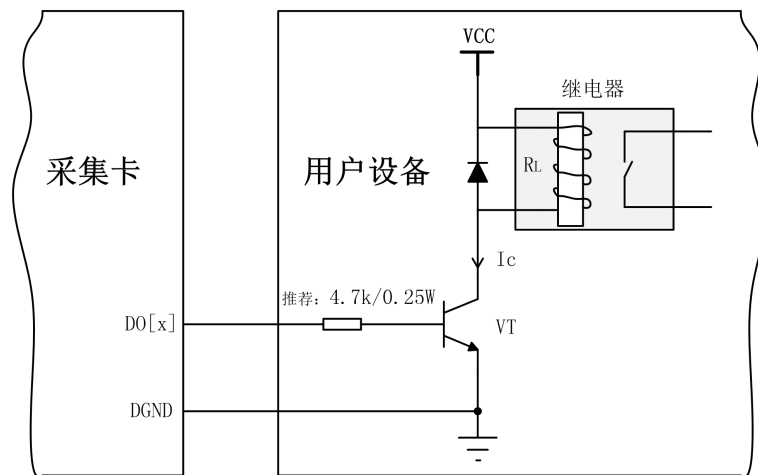 VCC
继电器
采集卡
用户设备
RL
Ic
推荐: 4.7k/0.25W
DO[x]
VT
DGND